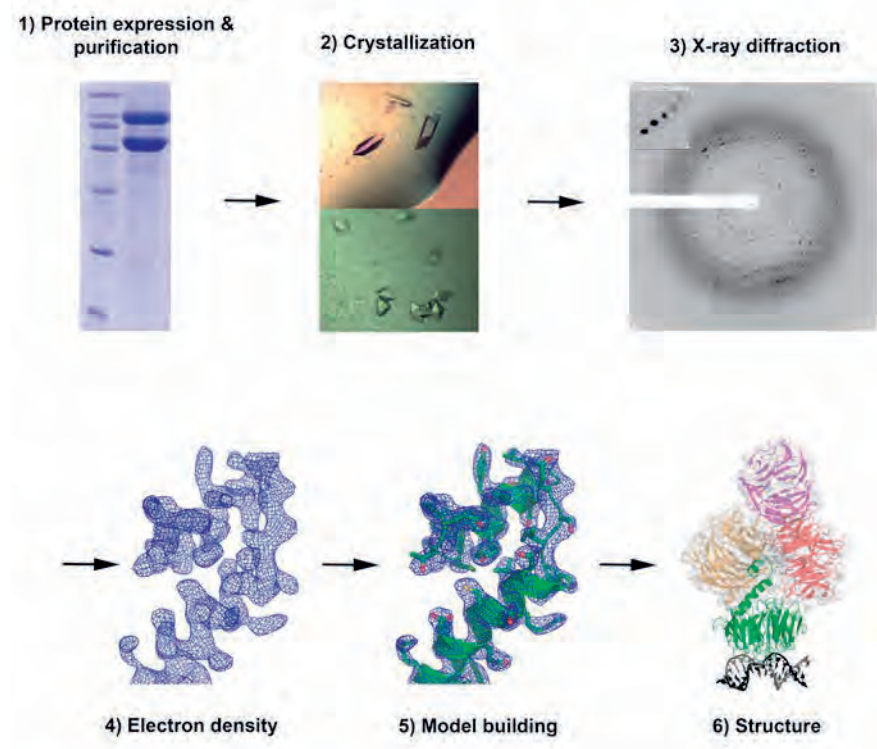 1) Protein expression &
purification
2) Crystallization
3) X-ray diffraction
4) Electron density
5) Model building
6) Structure